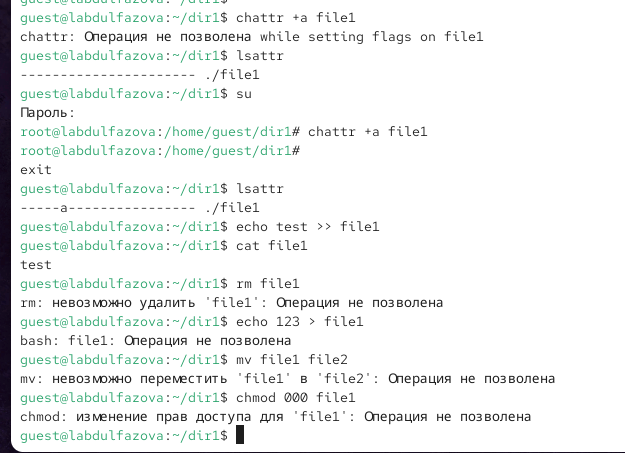 guest@labdulfazova:~/dir1$ chattr +a file1
chattr: Операция не позволена while setting flags on file1
guest@labdulfazova:~/dir1$ lsattr
---------------------- ./file1
guest@labdulfazova:~/dir1$ su
Пароль:
root@labdulfazova:/home/guest/dir1# chattr +a file1
root@labdulfazova:/home/guest/dir1#
exit
guest@labdulfazova:~/dir1$ lsattr
-----a---------------- ./file1
guest@labdulfazova:~/dir1$ echo test >> file1
guest@labdulfazova:~/dir1$ cat file1
test
guest@labdulfazova:~/dir1$ rm file1
rm: невозможно удалить 'file1': Операция не позволена
guest@labdulfazova:~/dir1$ echo 123 > file1
bash: file1: Операция не позволена
guest@labdulfazova:~/dir1$ mv file1 file2
mv: невозможно переместить 'file1' в 'file2': Операция не позволена
guest@labdulfazova:~/dir1$ chmod 000 file1
chmod: изменение прав доступа для 'file1': Операция не позволена
guest@labdulfazova:~/dir1$